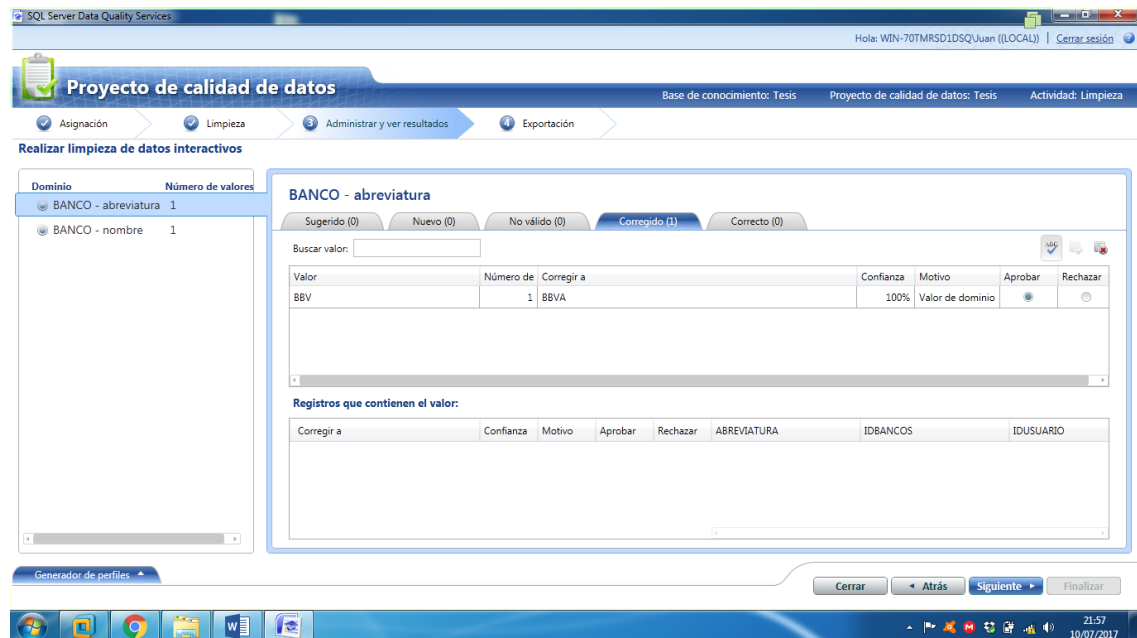 SQL Server Data Quality Services
Hola: WIN-70TMRSD1DSQ\Juan ((LOCAL)) | Cerrar sesión
Proyecto de calidad de datos
Base de conocimiento: Tesis Proyecto de calidad de datos: Tesis Actividad: Limpieza
Asignación Limpieza 3 Administrar y ver resultados 4 Exportación
Realizar limpieza de datos interactivos
Dominio Número de valores
BANCO - abreviatura 1
BANCO - nombre 1
BANCO - abreviatura
Sugerido (0) Nuevo (0) No válido (0) Corregido (1) Correcto (0)
Buscar valor:
Valor Número de Corregir a Confianza Motivo Aprobar Rechazar
BBV 1 BBVA 100% Valor de dominio
Registros que contienen el valor:
Corregir a Confianza Motivo Aprobar Rechazar ABREVIATURA IDBANCOS IDUSUARIO
Generador de perfiles
Cerrar Atrás Siguiente Finalizar
21:57
10/07/2017